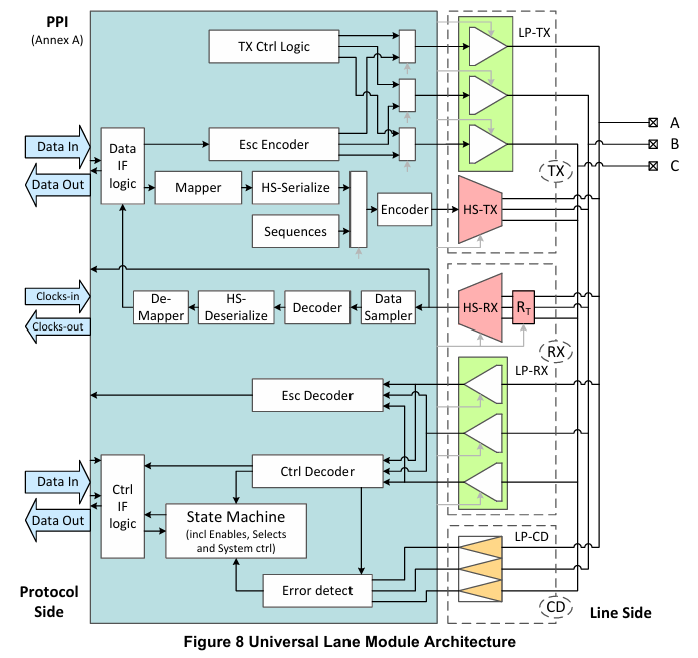 PPI
(Annex A)
TX Ctrl Logic
LP-TX
A
B
C
Data In
Data Out
Data
IF
logic
Esc Encoder
TX
Mapper
HS-Serialize
Sequences
Encoder
HS-TX
Clocks-in
Clocks-out
De-
Mapper
HS-
Deserialize
Decoder
Data
Sampler
HS-RX
RT
RX
LP-RX
Esc Decoder
Data In
Data Out
Ctrl
IF
logic
Ctrl Decoder
State Machine
(incl Enables, Selects
and System ctrl)
Error detect
LP-CD
CD
Protocol
Side
Line Side
Figure 8 Universal Lane Module Architecture